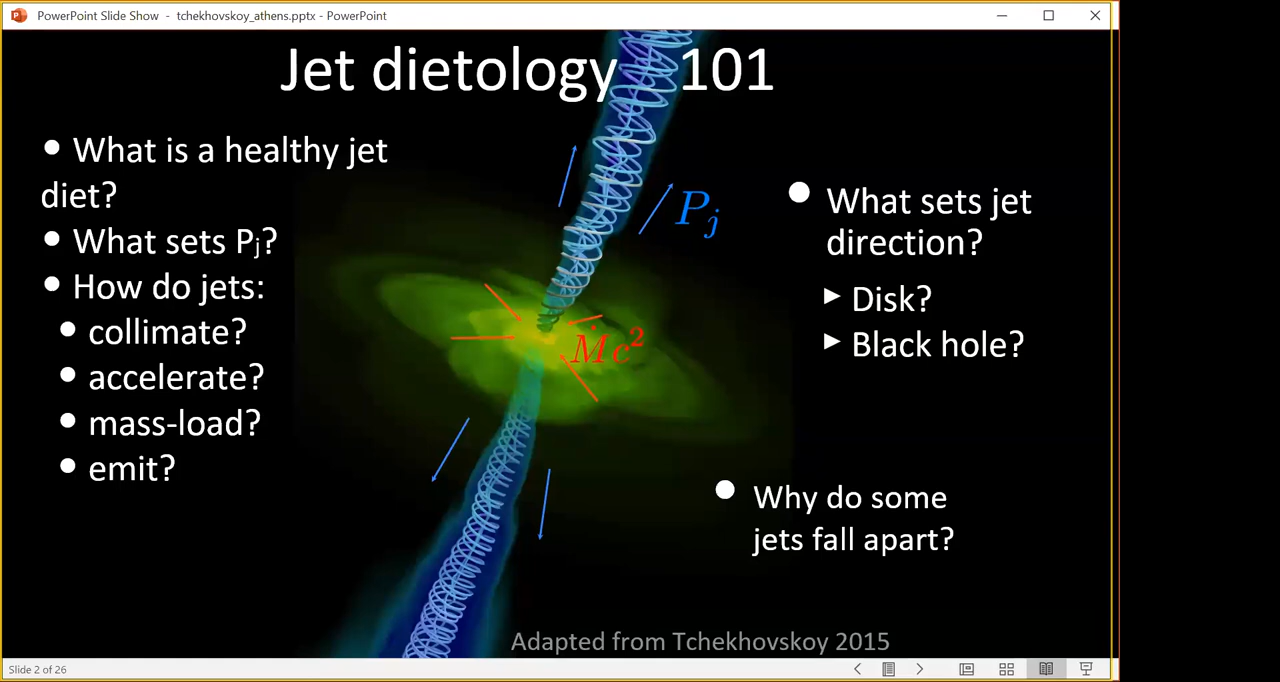 PowerPoint Slide Show - tchekhovskoy_athens.pptx - PowerPoint
Jet dietology 101
• What is a healthy jet
diet?
• What sets Pⱼ?
• How do jets:
• collimate?
• accelerate?
• mass-load?
• emit?
Pⱼ
Ṁc²
• What sets jet
direction?
▶ Disk?
▶ Black hole?
• Why do some
jets fall apart?
Adapted from Tchekhovskoy 2015
Slide 2 of 26